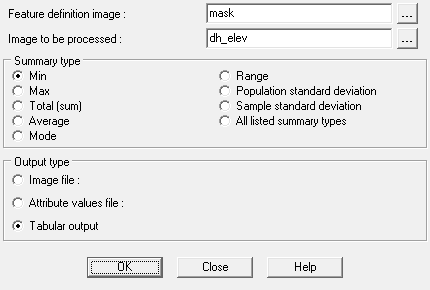 Feature definition image : mask ...
Image to be processed : dh_elev ...
Summary type
Min Range
Max Population standard deviation
Total (sum) Sample standard deviation
Average All listed summary types
Mode
Output type
Image file :
Attribute values file :
Tabular output
OK Close Help